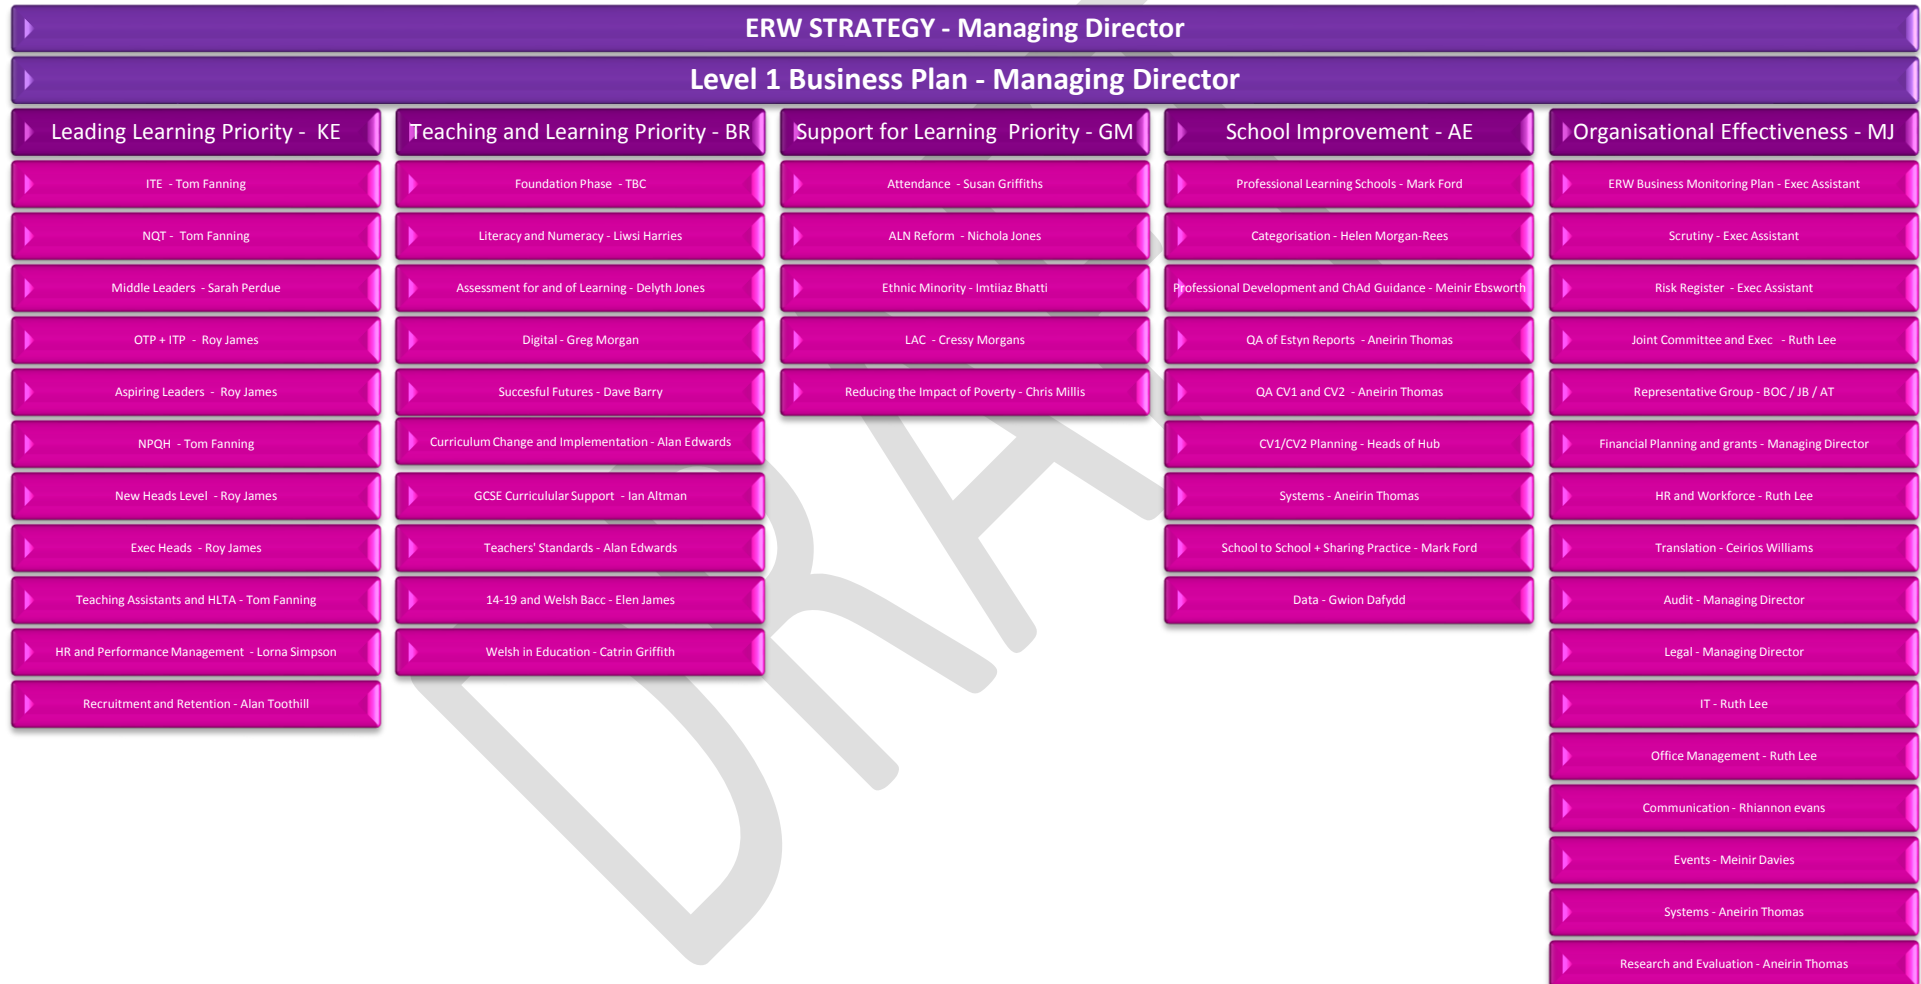 ERW STRATEGY - Managing Director
Level 1 Business Plan - Managing Director
Leading Learning Priority - KE
ITE - Tom Fanning
NQT - Tom Fanning
Middle Leaders - Sarah Perdue
OTP + ITP - Roy James
Aspiring Leaders - Roy James
NPQH - Tom Fanning
New Heads Level - Roy James
Exec Heads - Roy James
Teaching Assistants and HLTA - Tom Fanning
HR and Performance Management - Lorna Simpson
Recruitment and Retention - Alan Toothill
Teaching and Learning Priority - BR
Foundation Phase - TBC
Literacy and Numeracy - Liwsi Harries
Assessment for and of Learning - Delyth Jones
Digital - Greg Morgan
Succesful Futures - Dave Barry
Curriculum Change and Implementation - Alan Edwards
GCSE Curriculular Support - Ian Altman
Teachers' Standards - Alan Edwards
14-19 and Welsh Bacc - Elen James
Welsh in Education - Catrin Griffith
Support for Learning Priority - GM
Attendance - Susan Griffiths
ALN Reform - Nichola Jones
Ethnic Minority - Imtiiaz Bhatti
LAC - Cressy Morgans
Reducing the Impact of Poverty - Chris Millis
School Improvement - AE
Professional Learning Schools - Mark Ford
Categorisation - Helen Morgan-Rees
Professional Development and ChAd Guidance - Meinir Ebsworth
QA of Estyn Reports - Aneirin Thomas
QA CV1 and CV2 - Aneirin Thomas
CV1/CV2 Planning - Heads of Hub
Systems - Aneirin Thomas
School to School + Sharing Practice - Mark Ford
Data - Gwion Dafydd
Organisational Effectiveness - MJ
ERW Business Monitoring Plan - Exec Assistant
Scrutiny - Exec Assistant
Risk Register - Exec Assistant
Joint Committee and Exec - Ruth Lee
Representative Group - BOC / JB / AT
Financial Planning and grants - Managing Director
HR and Workforce - Ruth Lee
Translation - Ceirios Williams
Audit - Managing Director
Legal - Managing Director
IT - Ruth Lee
Office Management - Ruth Lee
Communication - Rhiannon evans
Events - Meinir Davies
Systems - Aneirin Thomas
Research and Evaluation - Aneirin Thomas